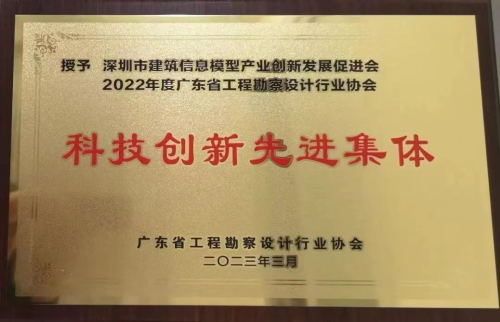 授予 深圳市建筑信息模型产业创新发展促进会
2022年度广东省工程勘察设计行业协会
科技创新先进集体
广东省工程勘察设计行业协会
二〇二三年三月